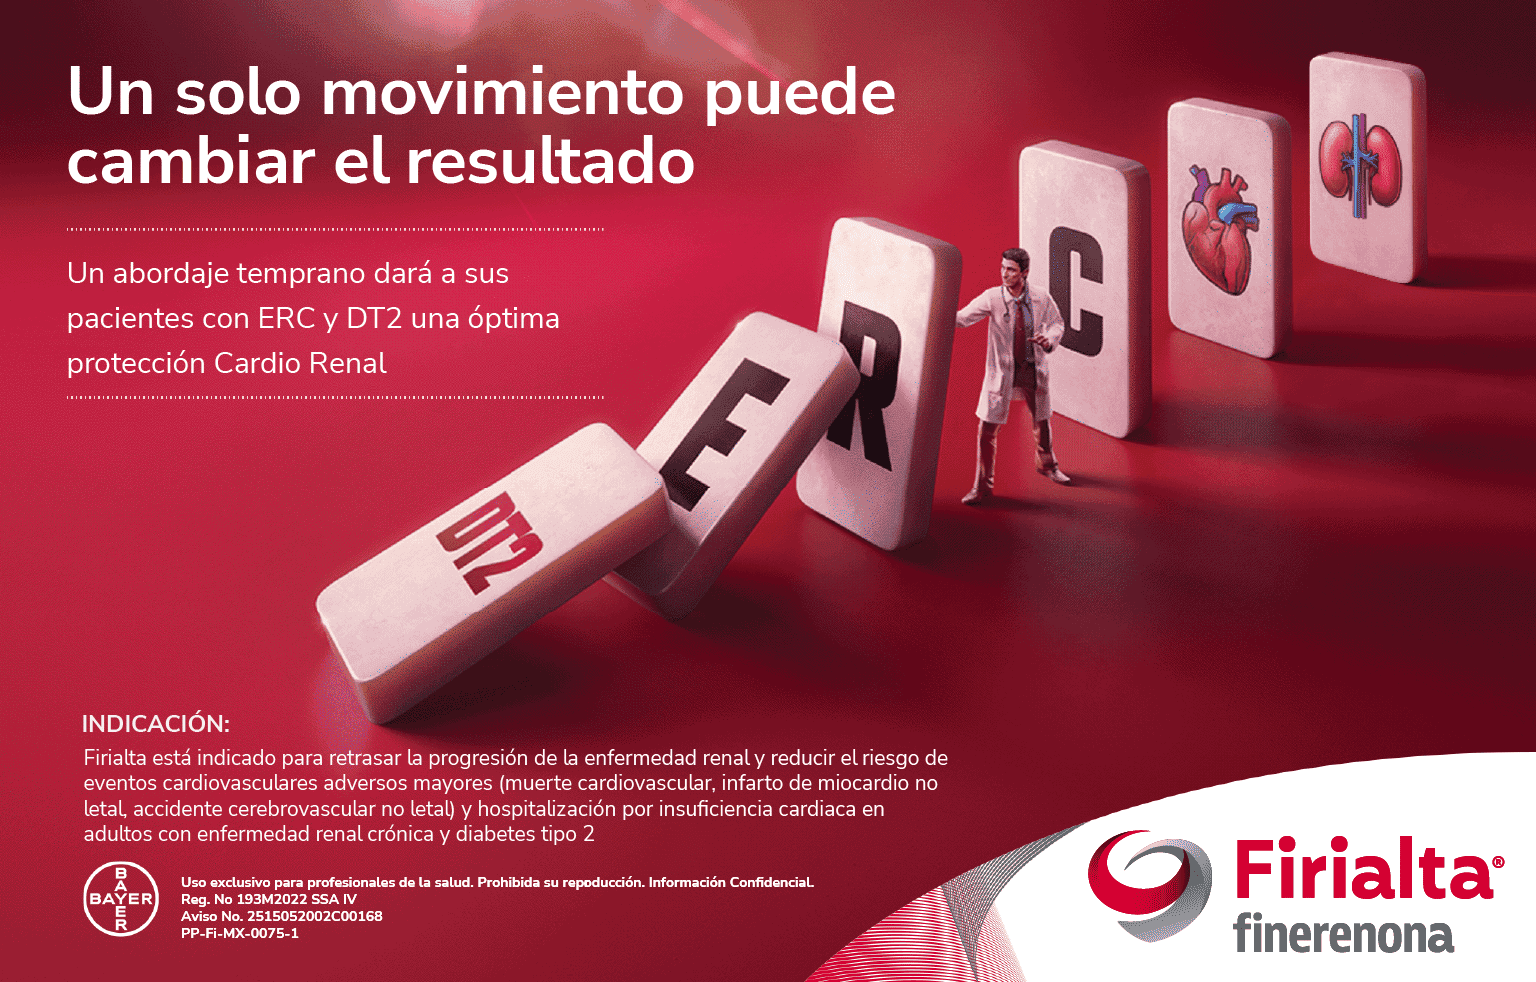 Un solo movimiento puede
cambiar el resultado
Un abordaje temprano dará a sus
pacientes con ERC y DT2 una óptima
protección Cardio Renal
DT2
E
R
C
INDICACIÓN:
Firialta está indicado para retrasar la progresión de la enfermedad renal y reducir el riesgo de
eventos cardiovasculares adversos mayores (muerte cardiovascular, infarto de miocardio no
letal, accidente cerebrovascular no letal) y hospitalización por insuficiencia cardiaca en
adultos con enfermedad renal crónica y diabetes tipo 2
BAYER
BAYER
Uso exclusivo para profesionales de la salud. Prohibida su repoducción. Información Confidencial.
Reg. No 193M2022 SSA IV
Aviso No. 2515052002C00168
PP-Fi-MX-0075-1
Firialta®
finerenona